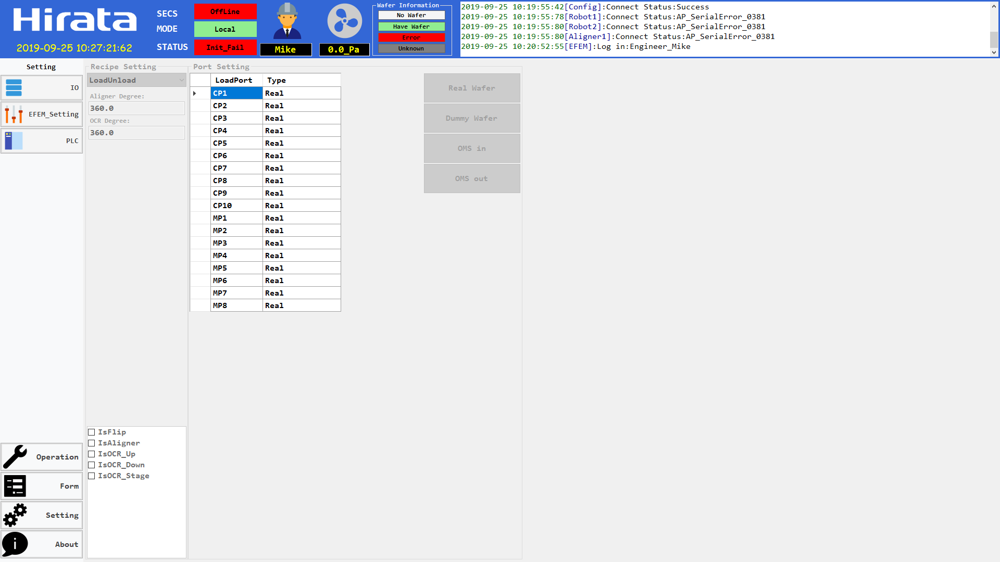 Hirata
2019-09-25 10:27:21:62
SECS
OffLine
MODE
Local
STATUS
Init_Fail
Mike
0.0_Pa
Wafer Information
No Wafer
Have Wafer
Error
Unknown
2019-09-25 10:19:55:42[Config]:Connect Status:Success
2019-09-25 10:19:55:78[Robot1]:Connect Status:AP_SerialError_0381
2019-09-25 10:19:55:80[Robot2]:Connect Status:AP_SerialError_0381
2019-09-25 10:19:55:80[Aligner1]:Connect Status:AP_SerialError_0381
2019-09-25 10:20:52:55[EFEM]:Log in:Engineer_Mike
Setting
IO
EFEM_Setting
PLC
Operation
Form
Setting
About
Recipe Setting
LoadUnload
Aligner Degree:
360.0
OCR Degree:
360.0
IsFlip
IsAligner
IsOCR_Up
IsOCR_Down
IsOCR_Stage
Port Setting
LoadPort Type
CP1 Real
CP2 Real
CP3 Real
CP4 Real
CP5 Real
CP6 Real
CP7 Real
CP8 Real
CP9 Real
CP10 Real
MP1 Real
MP2 Real
MP3 Real
MP4 Real
MP5 Real
MP6 Real
MP7 Real
MP8 Real
Real Wafer
Dummy Wafer
OMS in
OMS out